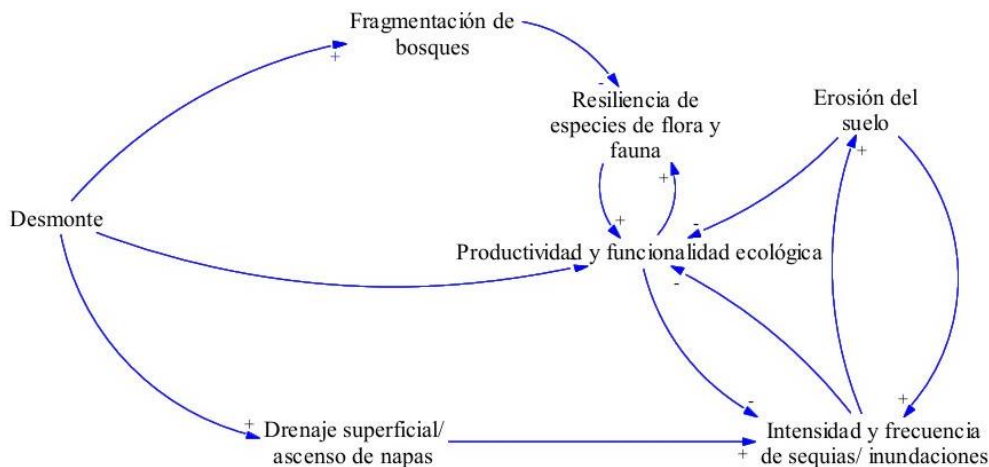 Fragmentación de
bosques
+
-
Resiliencia de
especies de flora y
fauna
Erosión del
suelo
+
+
+
Desmonte
-
Productividad y funcionalidad ecológica
-
-
-
+
+
Drenaje superficial/
ascenso de napas
+
Intensidad y frecuencia
de sequias/ inundaciones